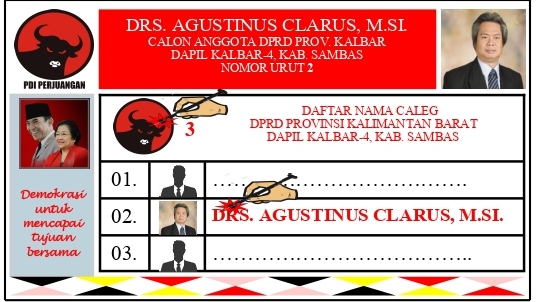 DRS. AGUSTINUS CLARUS, M.SI.
CALON ANGGOTA DPRD PROV. KALBAR
DAPIL KALBAR-4, KAB. SAMBAS
NOMOR URUT 2
PDI PERJUANGAN
3
DAFTAR NAMA CALEG
DPRD PROVINSI KALIMANTAN BARAT
DAPIL KALBAR-4, KAB. SAMBAS
Demokrasi
untuk
mencapai
tujuan
bersama
01. ……………………………………
02. DRS. AGUSTINUS CLARUS, M.SI.
03. ……………………………………..